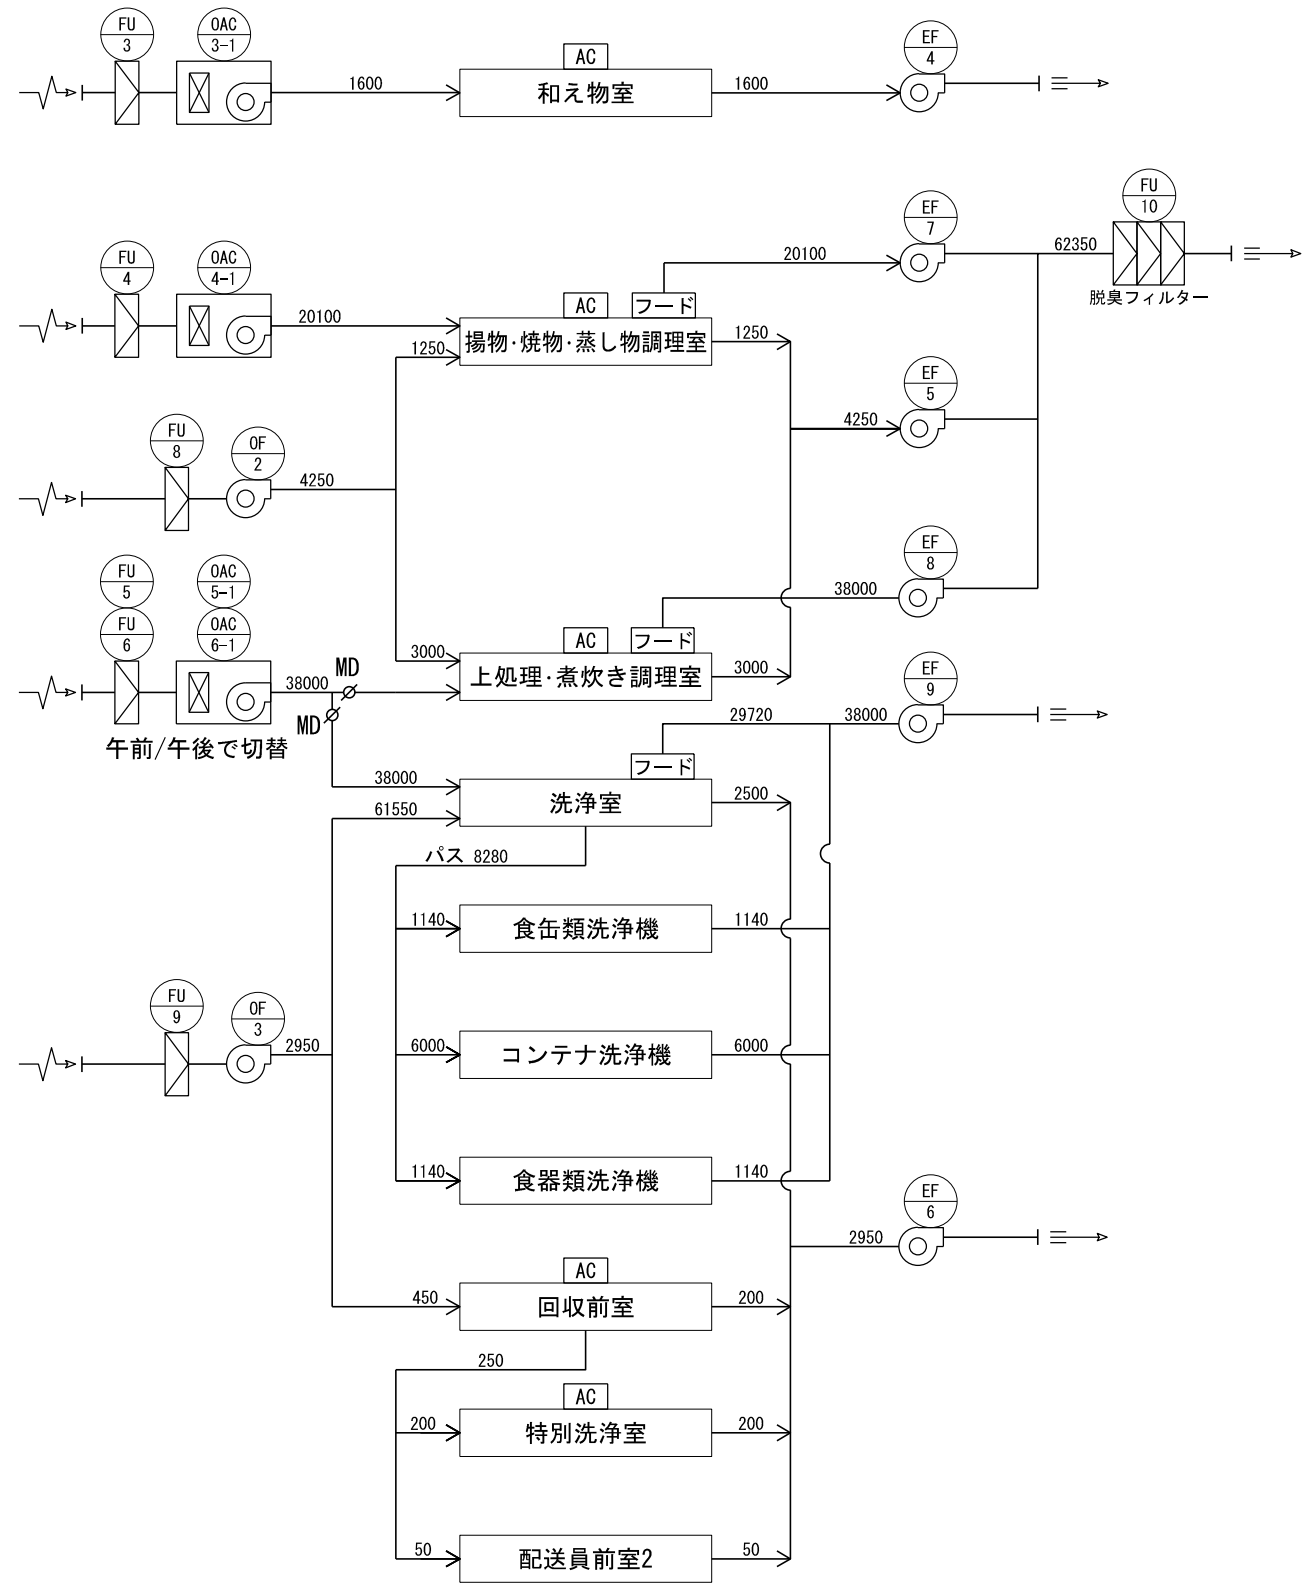 FU
3
OAC
3-1
1600
AC
和え物室
1600
EF
4
FU
4
OAC
4-1
20100
1250
AC
フード
揚物・焼物・蒸し物調理室
20100
1250
EF
7
62350
FU
10
脱臭フィルター
EF
5
4250
FU
8
OF
2
4250
EF
8
38000
FU
5
OAC
5-1
FU
6
OAC
6-1
午前/午後で切替
38000
MD
MD
3000
AC
フード
上処理・煮炊き調理室
3000
EF
9
29720
38000
38000
61550
フード
洗浄室
2500
パス 8280
1140
食缶類洗浄機
1140
FU
9
OF
3
2950
6000
コンテナ洗浄機
6000
1140
食器類洗浄機
1140
EF
6
2950
450
AC
回収前室
200
250
200
AC
特別洗浄室
200
50
配送員前室2
50